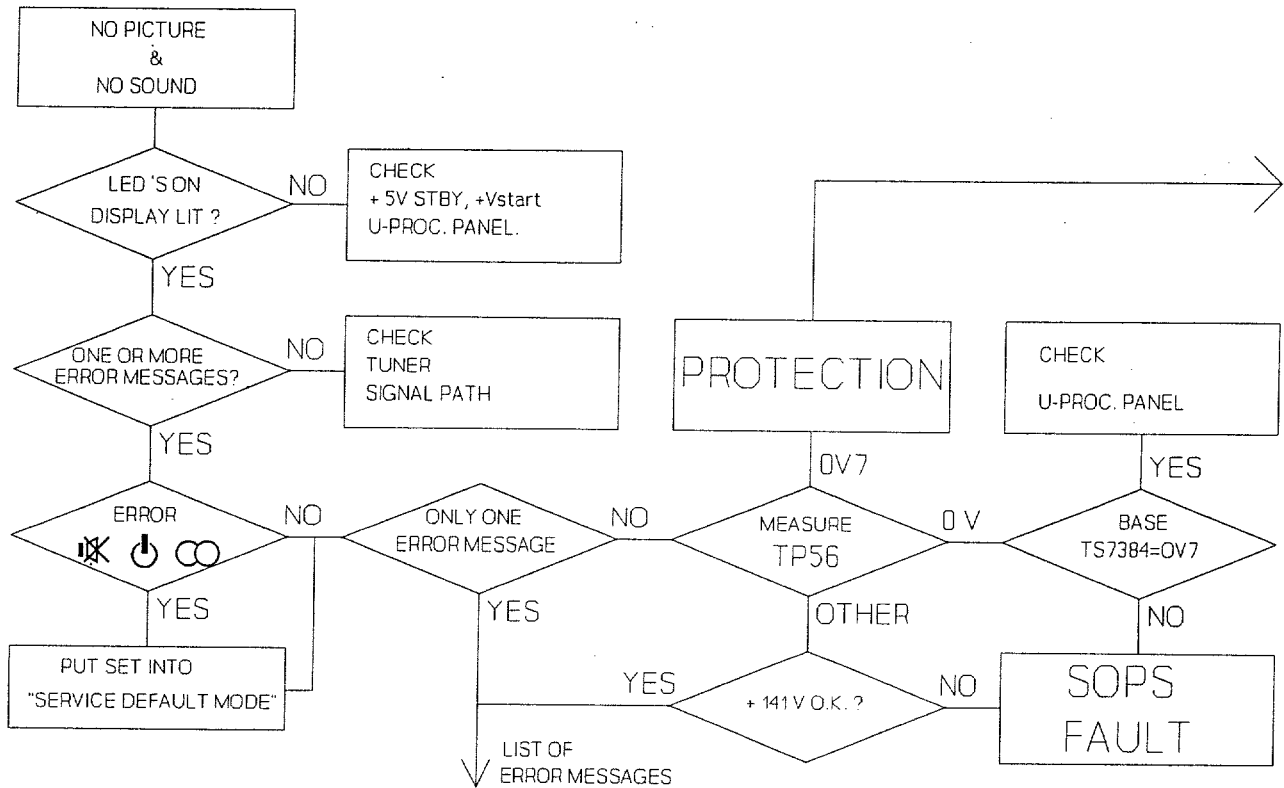 NO PICTURE
&
NO SOUND
LED'S ON
DISPLAY LIT ?
NO
CHECK
+ 5V STBY, +Vstart
U-PROC. PANEL.
YES
ONE OR MORE
ERROR MESSAGES?
NO
CHECK
TUNER
SIGNAL PATH
YES
ERROR
NO
YES
PUT SET INTO
"SERVICE DEFAULT MODE"
ONLY ONE
ERROR MESSAGE
NO
YES
LIST OF
ERROR MESSAGES
PROTECTION
0V7
MEASURE
TP56
0 V
OTHER
+ 141 V O.K. ?
YES
NO
CHECK
U-PROC. PANEL
YES
BASE
TS7384=0V7
NO
SOPS
FAULT